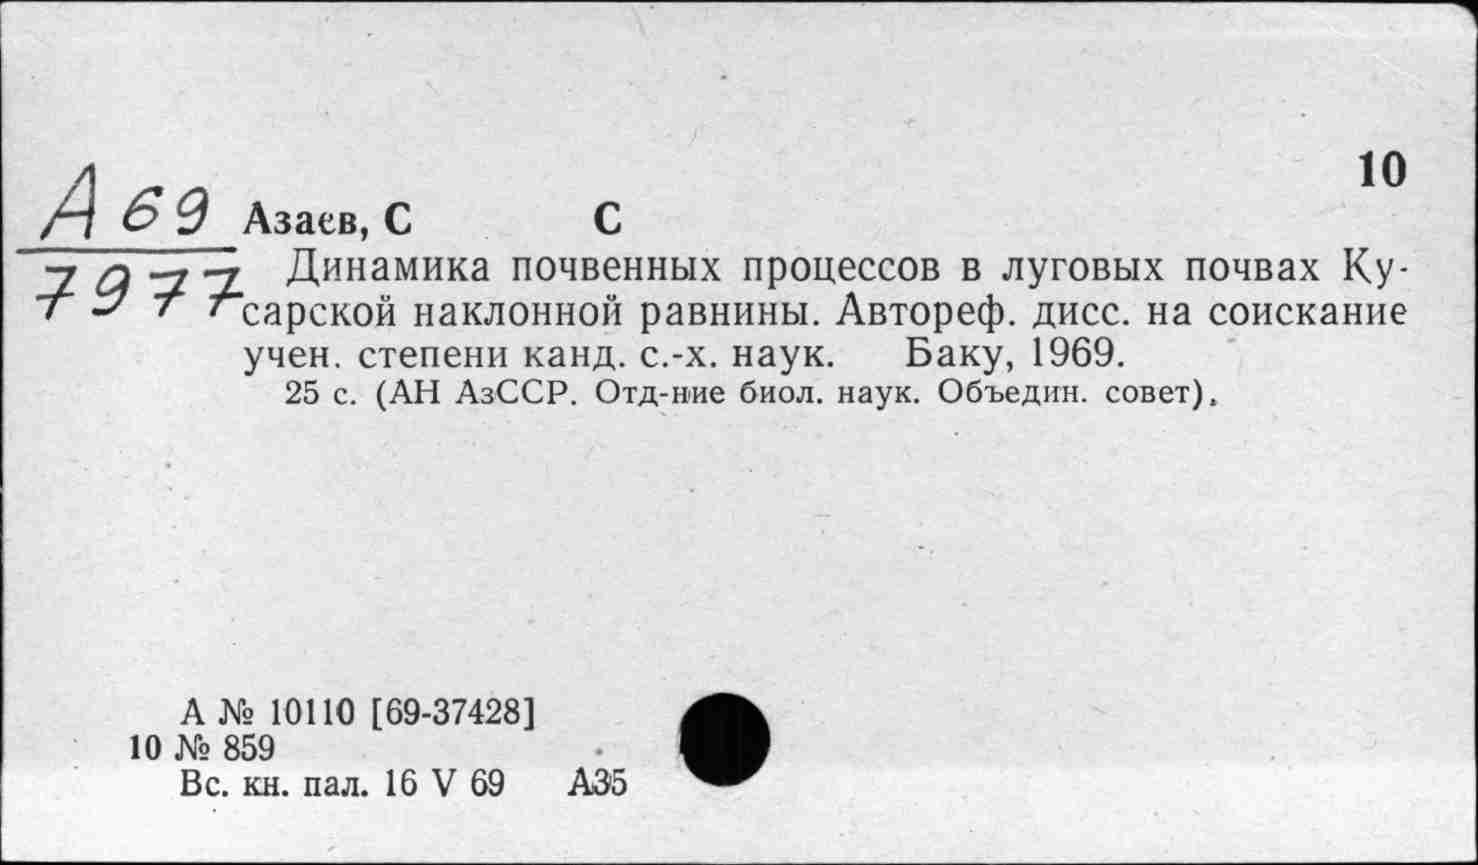 10
А 69 Азаев, С С
7977 Динамика почвенных процессов в луговых почвах Ку-
сарской наклонной равнины. Автореф. дисс. на соискание
учен. степени канд. с.-х. наук. Баку, 1969.
25 с. (АН АзССР. Отд-ние биол. наук. Объедин. совет).
А № 10110 [69-37428]
10 № 859
Вс. кн. пал. 16 V 69 А35